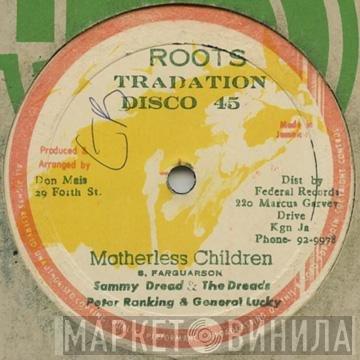 ROOTS
TRADATION
DISCO 45
Produced &
Arranged by
Don Mais
29 Forth St.
Made in
Jamaica
Dist by
Federal Records
220 Marcus Garvey
Drive
Kgn Ja
Phone- 92-9978
Motherless Children
S. FARQUARSON
Sammy Dread & The Dreads
Peter Ranking & General Lucky
МАРКЕТ ВИНИЛА